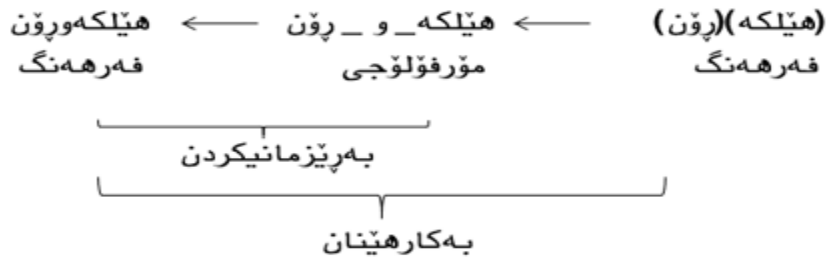 (هێلکە)(ڕۆن) ← هێلکە_ و _ ڕۆن ← هێلکەوڕۆن
فەرهەنگ مۆرفۆلۆجی فەرهەنگ
بەڕێزمانیکردن
بەکارهێنان